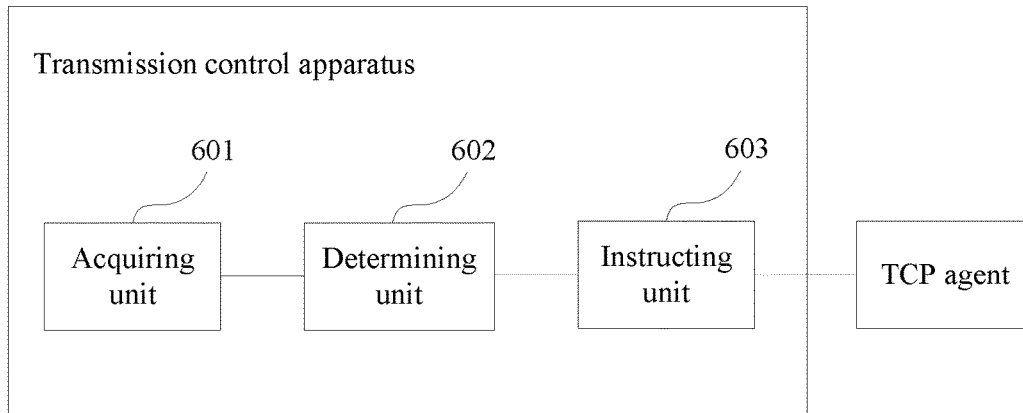 Transmission control apparatus
601
602
603
Acquiring
unit
Determining
unit
Instructing
unit
TCP agent